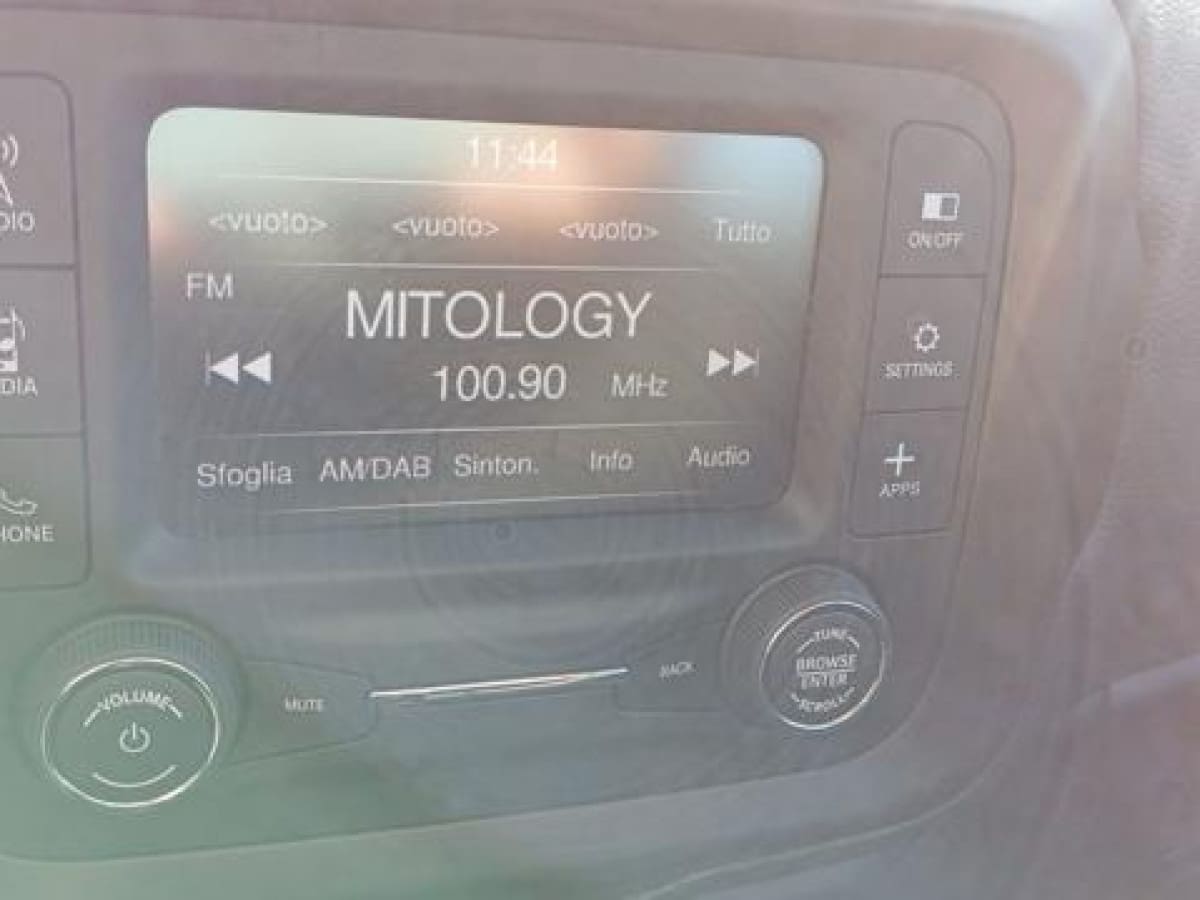 11:44
<vuoto> <vuoto> <vuoto> Tutto
FM
MITOLOGY
100.90 MHz
Sfoglia AM/DAB Sinton. Info Audio
ON/OFF
SETTINGS
APPS
VOLUME
MUTE
BACK
TUNE
BROWSE
ENTER
SCROLL